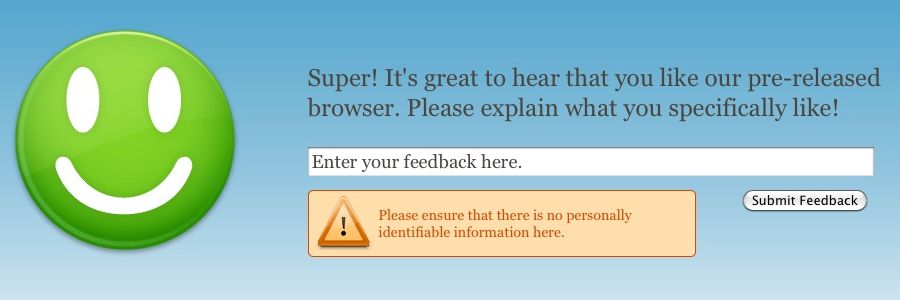 Super! It's great to hear that you like our pre-released
browser. Please explain what you specifically like!
Enter your feedback here.
Please ensure that there is no personally
identifiable information here.
Submit Feedback